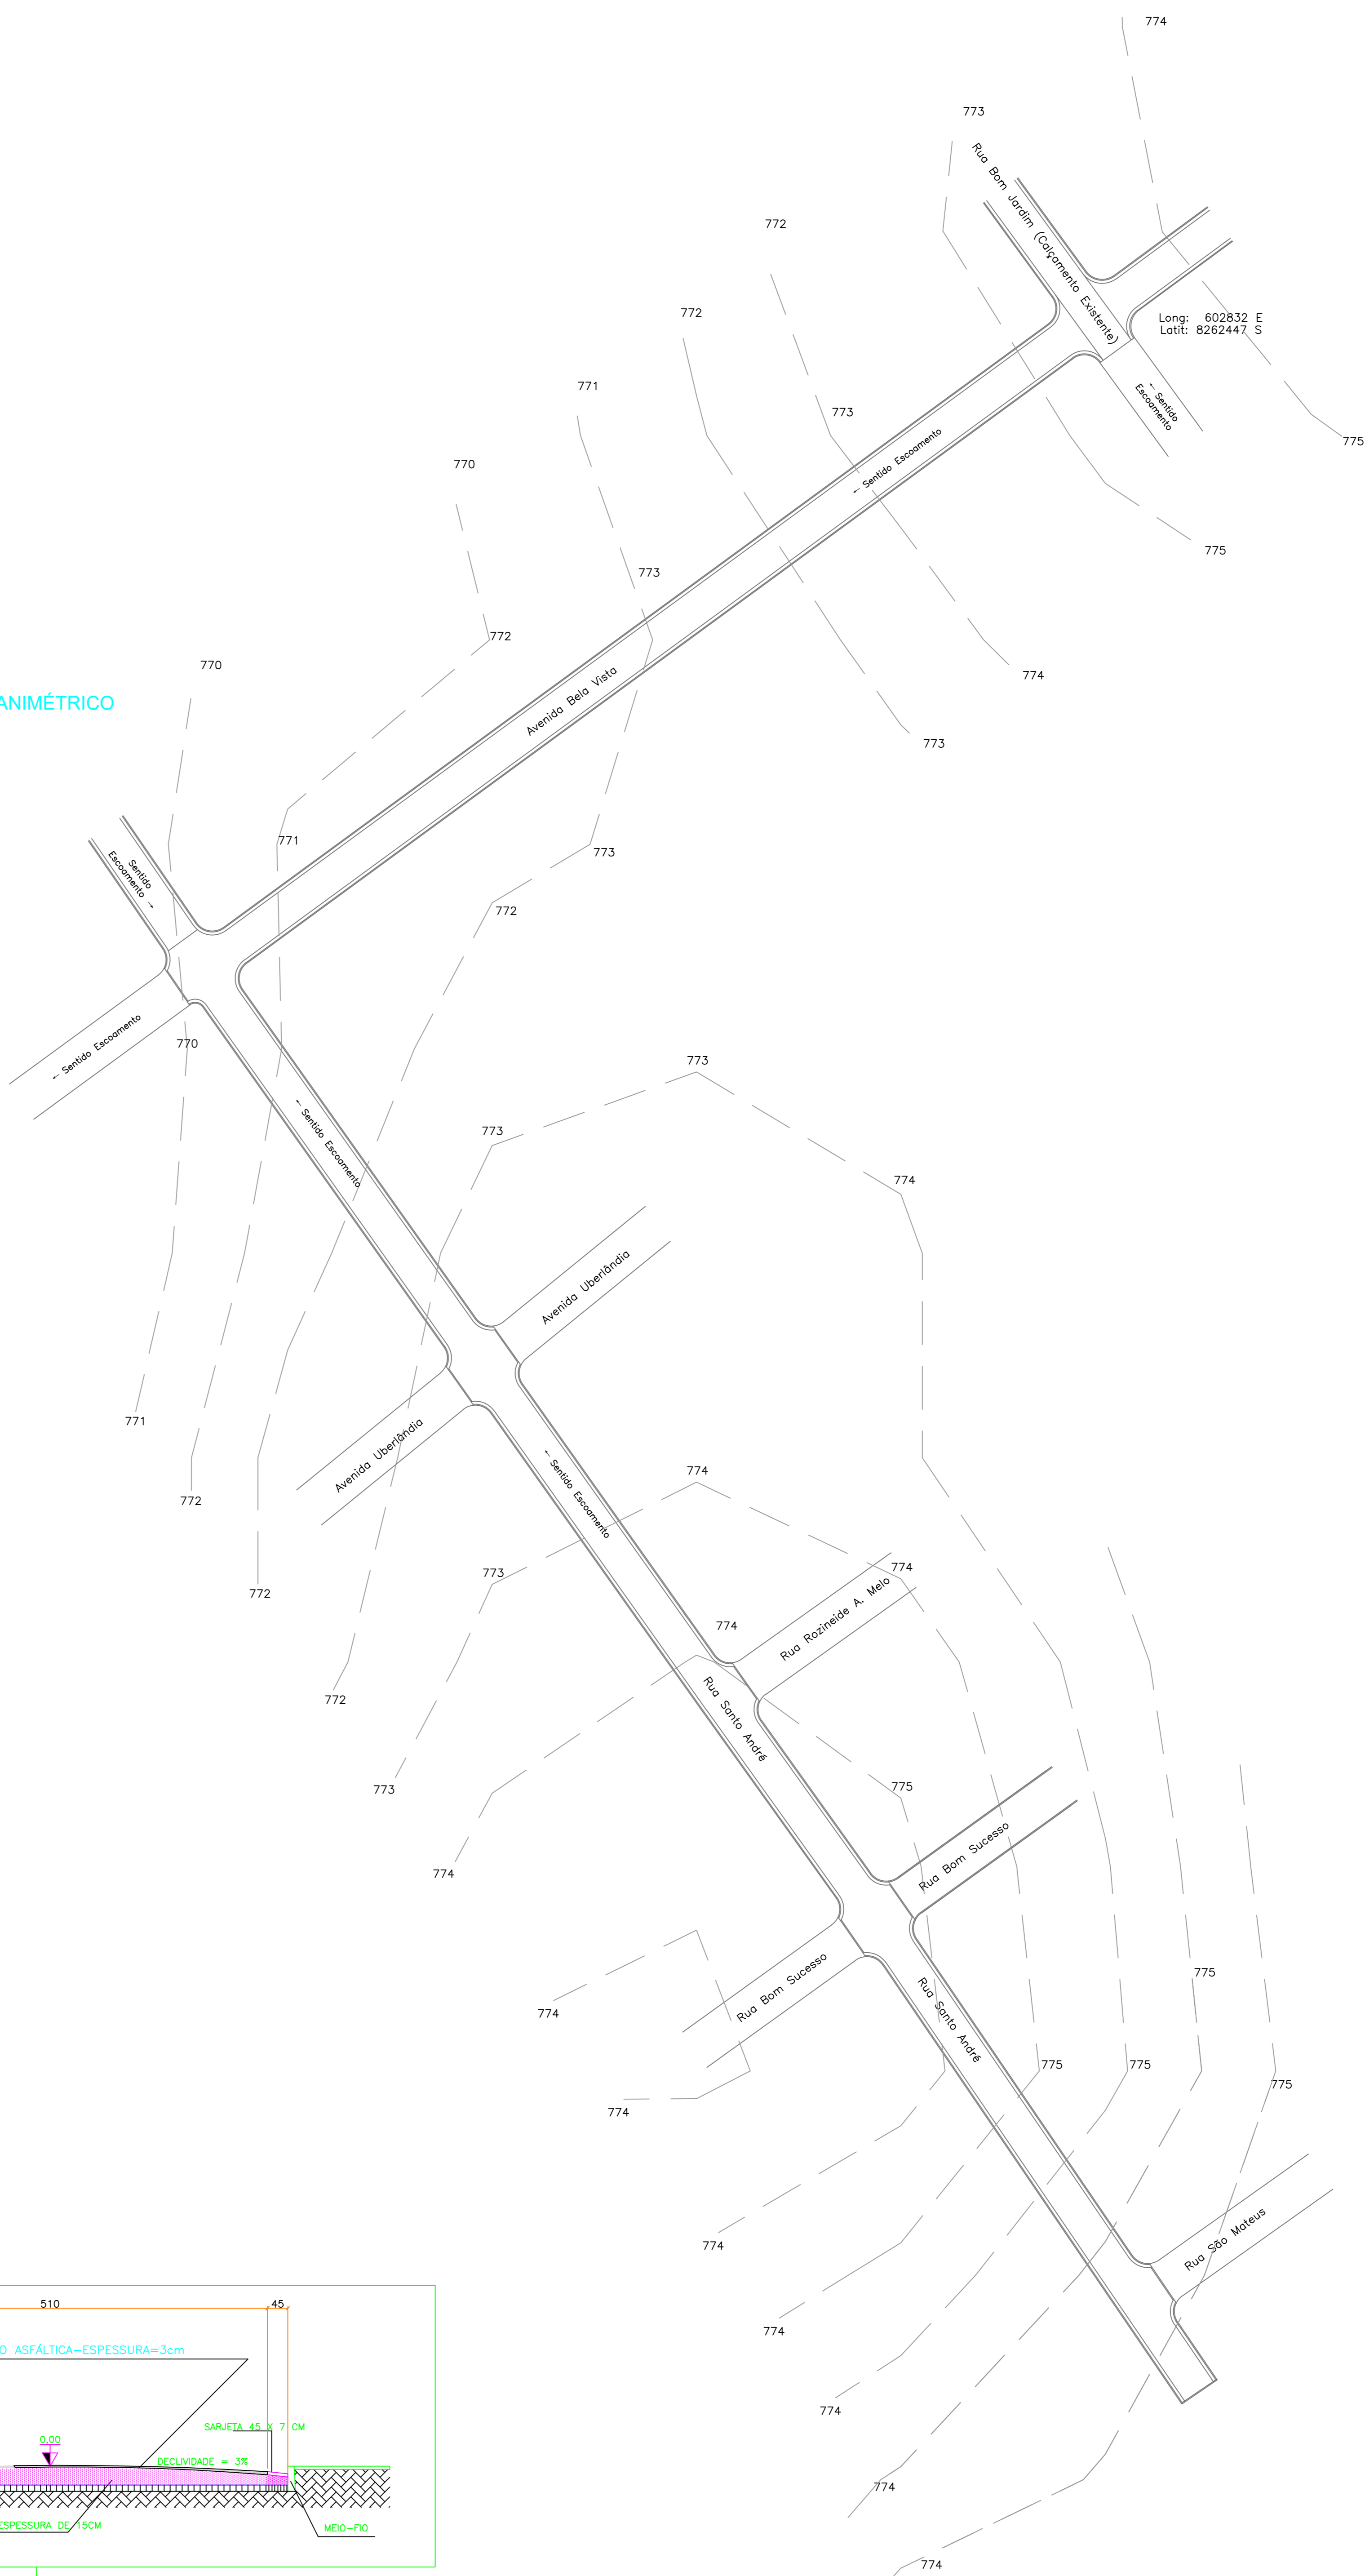 774
773
Rua Bom Jardim (Calçamento Existente)
772
772
Long: 602832 E
Latit: 8262447 S
771
773
← Sentido
Escoamento
775
← Sentido Escoamento
770
775
773
772
770
774
Avenida Bela Vista
ANIMÉTRICO
773
771
773
Sentido
Escoamento →
772
← Sentido Escoamento
770
773
← Sentido Escoamento
773
774
Avenida Uberlândia
771
Avenida Uberlândia
774
← Sentido Escoamento
772
774
773
772
Rua Rozineide A. Melo
774
772
Rua Santo André
773
775
Rua Bom Sucesso
774
775
Rua Bom Sucesso
774
Rua Santo André
775
775
775
774
Rua São Mateus
774
774
774
774
774
510
45
O ASFÁLTICA-ESPESSURA=3cm
SARJETA 45 X 7 CM
0.00
DECLIVIDADE = 3%
ESPESSURA DE 15CM
MEIO-FIO